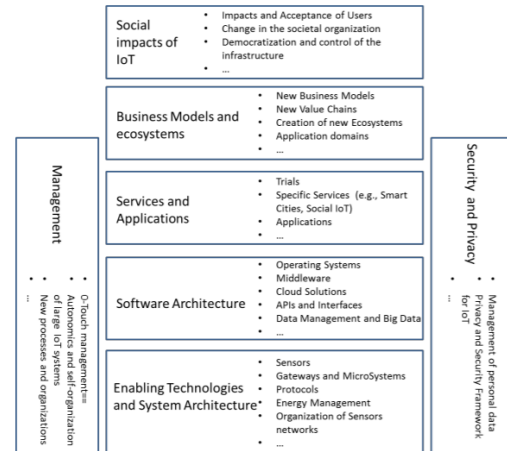 Social
impacts of
IoT
• Impacts and Acceptance of Users
• Change in the societal organization
• Democratization and control of the
infrastructure
• ...
Business Models and
ecosystems
• New Business Models
• New Value Chains
• Creation of new Ecosystems
• Application domains
• ...
Services and
Applications
• Trials
• Specific Services (e.g., Smart
Cities, Social IoT)
• Applications
• ...
Software Architecture
• Operating Systems
• Middleware
• Cloud Solutions
• APIs and Interfaces
• Data Management and Big Data
• ...
Enabling Technologies
and System Architecture
• Sensors
• Gateways and MicroSystems
• Protocols
• Energy Management
• Organization of Sensors
networks
• ...
Management
• 0-Touch management==
Autonomics and self-organization
of large IoT systems
• New processes and organizations
• ...
Security and Privacy
• Management of personal data
• Privacy and Security Framework
for IoT
• ...